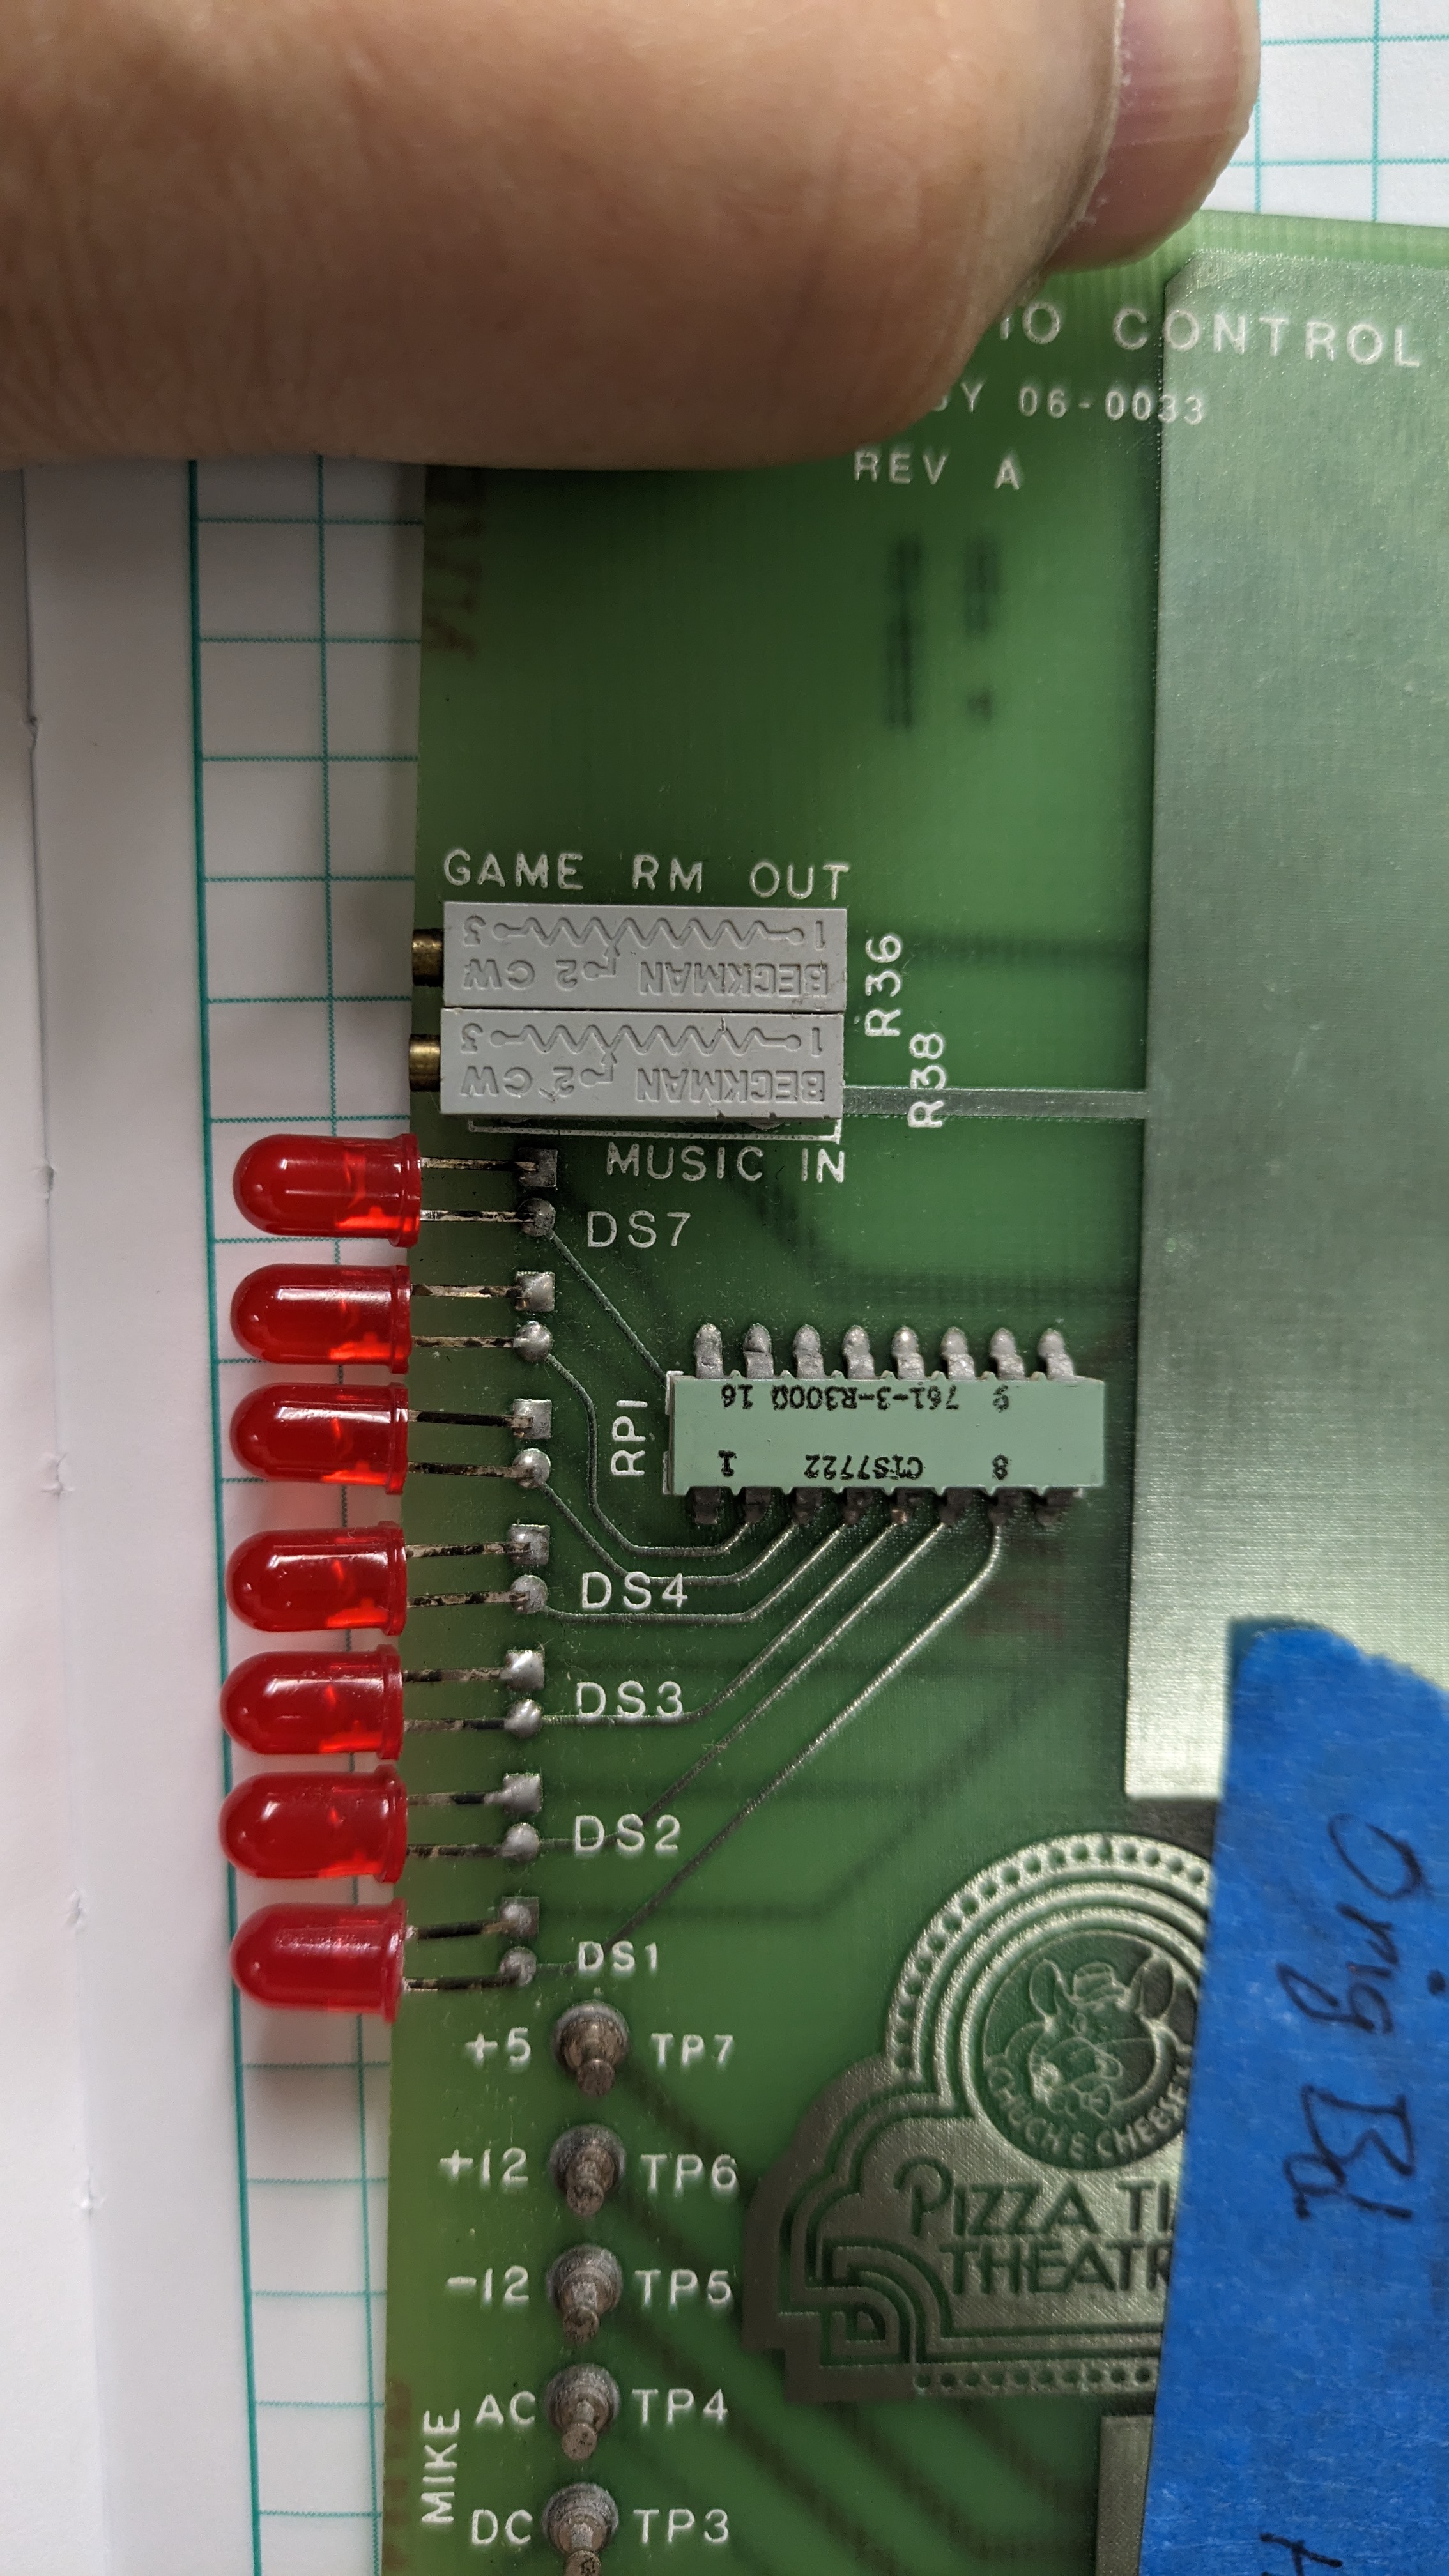 Orig Bd
MIKE
DC TP3
AC TP4
-12 TP5
+12 TP6
+5 TP7
PIZZA
DS1
DS2
DS3
DS4
8 CTS7722 1
9 761-3-R300Ω 16
RP1
DS7
MUSIC IN
R38
BECKMAN 2 CW
1 3
R36
BECKMAN 2 CW
1 3
GAME RM OUT
REV A
06-0033
CONTROL